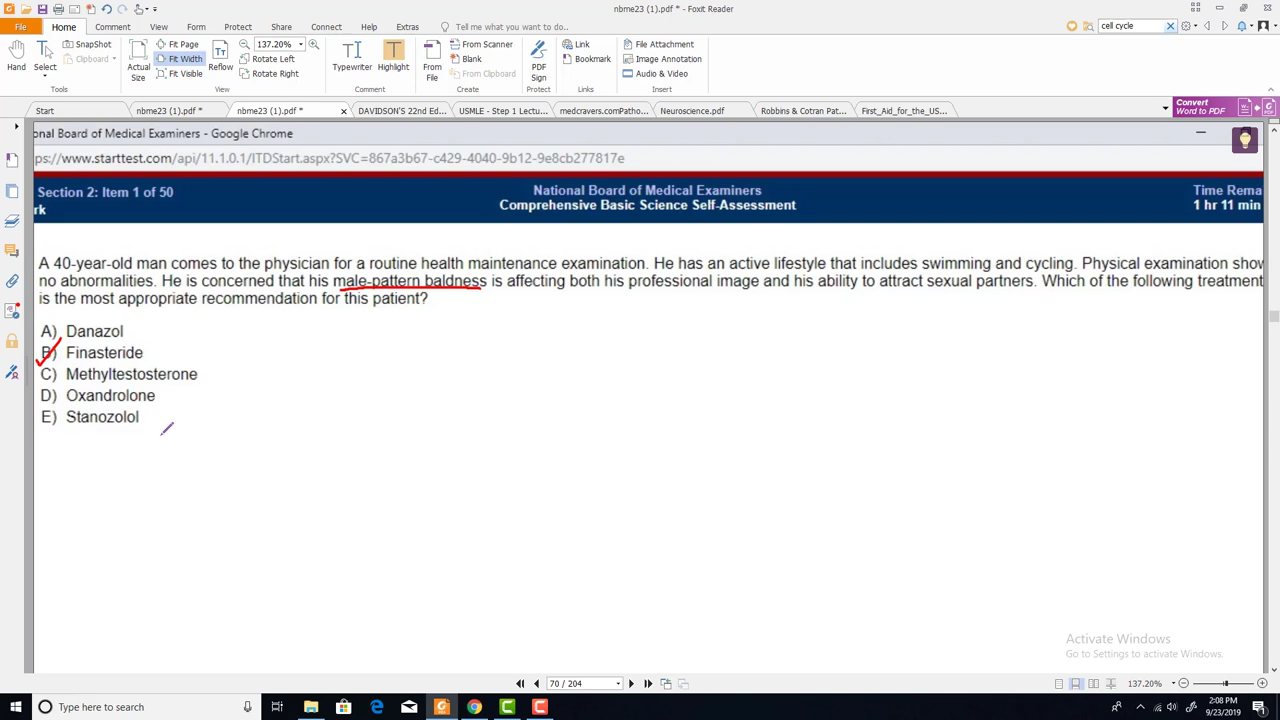 nbme23 (1).pdf * - Foxit Reader
File Home Comment View Form Protect Share Connect Help Extras Tell me what you want to do... cell cycle
Hand Select SnapShot Clipboard Actual Size Fit Page Fit Width Fit Visible Reflow 137.20% Rotate Left Rotate Right Typewriter Highlight From File From Scanner Blank From Clipboard PDF Sign Link Bookmark File Attachment Image Annotation Audio & Video
Tools View Comment Create Protect Links Insert
Start nbme23 (1).pdf * nbme23 (1).pdf * DAVIDSON'S 22nd Ed... USMLE - Step 1 Lectu... medcravers.comPatho... Neuroscience.pdf Robbins & Cotran Pat... First_Aid_for_the_US... Convert Word to PDF
onal Board of Medical Examiners - Google Chrome
ps://www.starttest.com/api/11.1.0.1/ITDStart.aspx?SVC=867a3b67-c429-4040-9b12-9e8cb277817e
Section 2: Item 1 of 50 National Board of Medical Examiners Time Rema
rk Comprehensive Basic Science Self-Assessment 1 hr 11 min
A 40-year-old man comes to the physician for a routine health maintenance examination. He has an active lifestyle that includes swimming and cycling. Physical examination show
no abnormalities. He is concerned that his male-pattern baldness is affecting both his professional image and his ability to attract sexual partners. Which of the following treatment
is the most appropriate recommendation for this patient?
A) Danazol
B) Finasteride
C) Methyltestosterone
D) Oxandrolone
E) Stanozolol
Activate Windows
Go to Settings to activate Windows.
70 / 204 137.20%
Type here to search 2:08 PM
9/23/2019